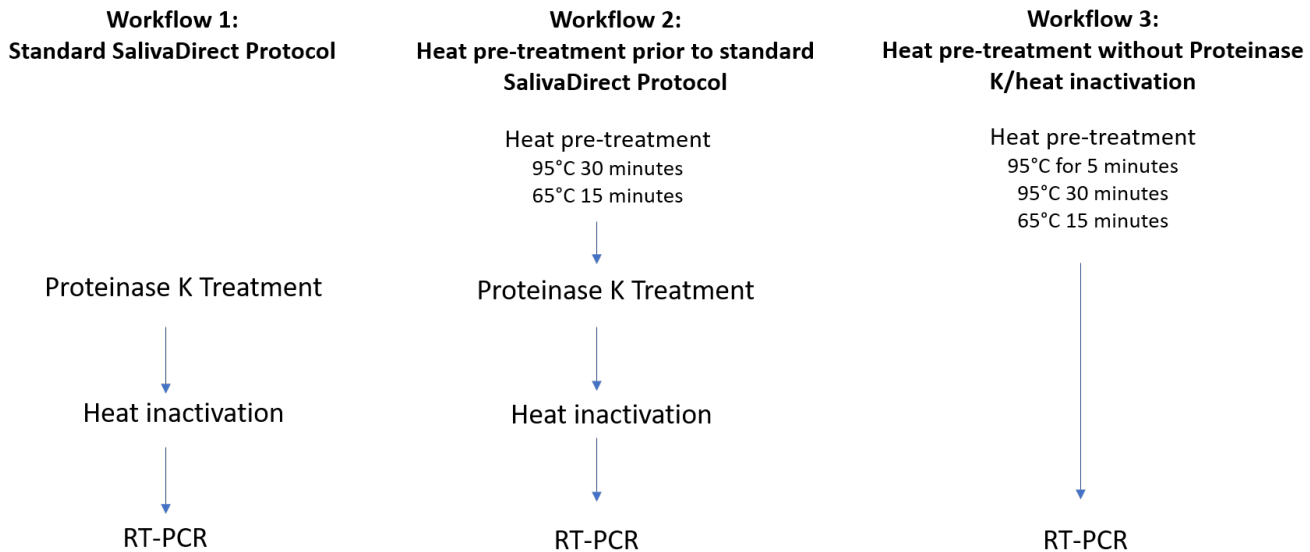 Workflow 1:
Standard SalivaDirect Protocol
Proteinase K Treatment
Heat inactivation
RT-PCR
Workflow 2:
Heat pre-treatment prior to standard
SalivaDirect Protocol
Heat pre-treatment
95°C 30 minutes
65°C 15 minutes
Proteinase K Treatment
Heat inactivation
RT-PCR
Workflow 3:
Heat pre-treatment without Proteinase
K/heat inactivation
Heat pre-treatment
95°C for 5 minutes
95°C 30 minutes
65°C 15 minutes
RT-PCR